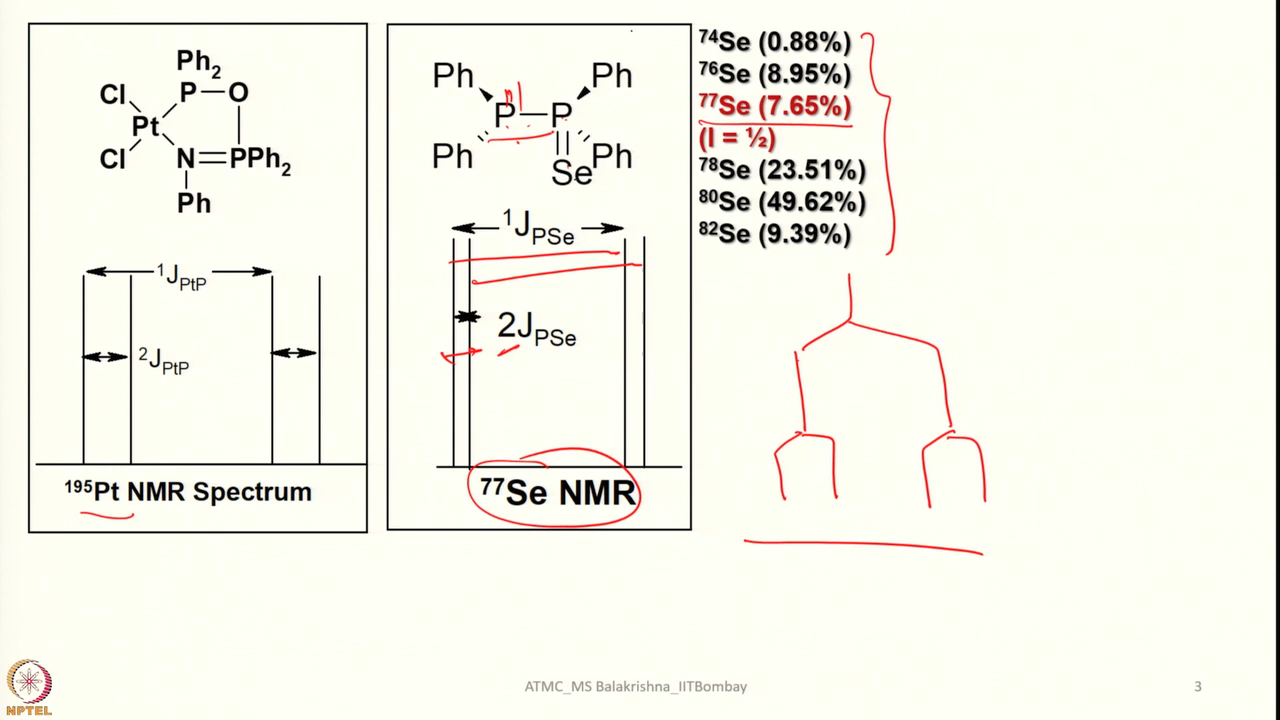 Ph2
Cl P O
Pt
Cl N PPh2
Ph
1JPtP
2JPtP
195Pt NMR Spectrum
Ph Ph
P P
Ph Ph
Se
1JPSe
2JPSe
77Se NMR
74Se (0.88%)
76Se (8.95%)
77Se (7.65%)
(I = ½)
78Se (23.51%)
80Se (49.62%)
82Se (9.39%)
NPTEL
ATMC_MS Balakrishna_IITBombay
3